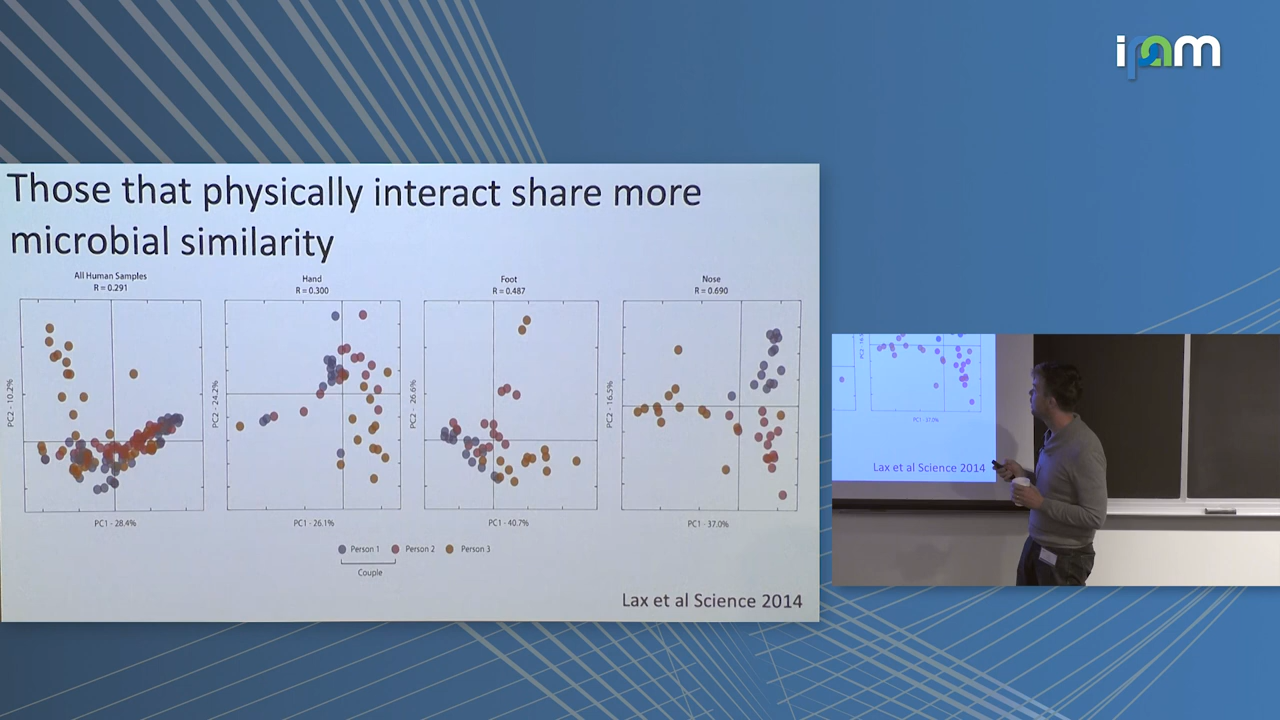 ipam
Those that physically interact share more
microbial similarity
All Human Samples
R = 0.291
PC2 - 10.2%
PC1 - 28.4%
Hand
R = 0.300
PC2 - 24.2%
PC1 - 26.1%
Foot
R = 0.487
PC2 - 26.6%
PC1 - 40.7%
Nose
R = 0.690
PC2 - 16.5%
PC1 - 37.0%
Person 1 Person 2 Person 3
Couple
Lax et al Science 2014
PC1 - 37.0%
Lax et al Science 2014